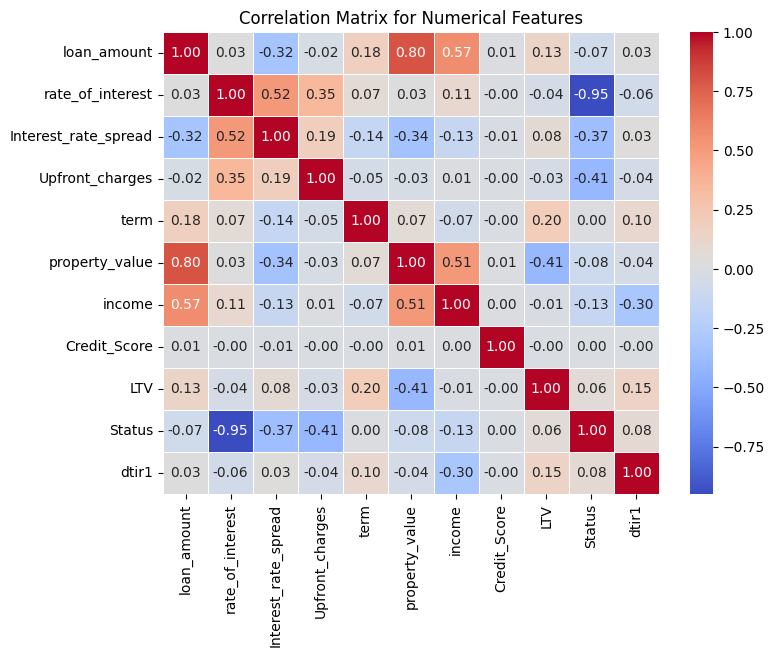 Correlation Matrix for Numerical Features
loan_amount 1.00 0.03 -0.32 -0.02 0.18 0.80 0.57 0.01 0.13 -0.07 0.03
rate_of_interest 0.03 1.00 0.52 0.35 0.07 0.03 0.11 -0.00 -0.04 -0.95 -0.06
Interest_rate_spread -0.32 0.52 1.00 0.19 -0.14 -0.34 -0.13 -0.01 0.08 -0.37 0.03
Upfront_charges -0.02 0.35 0.19 1.00 -0.05 -0.03 0.01 -0.00 -0.03 -0.41 -0.04
term 0.18 0.07 -0.14 -0.05 1.00 0.07 -0.07 -0.00 0.20 0.00 0.10
property_value 0.80 0.03 -0.34 -0.03 0.07 1.00 0.51 0.01 -0.41 -0.08 -0.04
income 0.57 0.11 -0.13 0.01 -0.07 0.51 1.00 0.00 -0.01 -0.13 -0.30
Credit_Score 0.01 -0.00 -0.01 -0.00 -0.00 0.01 0.00 1.00 -0.00 -0.00 -0.00
LTV 0.13 -0.04 0.08 -0.03 0.20 -0.41 -0.01 -0.00 1.00 0.06 0.15
Status -0.07 -0.95 -0.37 -0.41 0.00 -0.08 -0.13 -0.00 0.06 1.00 0.08
dtir1 0.03 -0.06 0.03 -0.04 0.10 -0.04 -0.30 -0.00 0.15 0.08 1.00
loan_amount
rate_of_interest
Interest_rate_spread
Upfront_charges
term
property_value
income
Credit_Score
LTV
Status
dtir1
1.00
0.75
0.50
0.25
0.00
-0.25
-0.50
-0.75